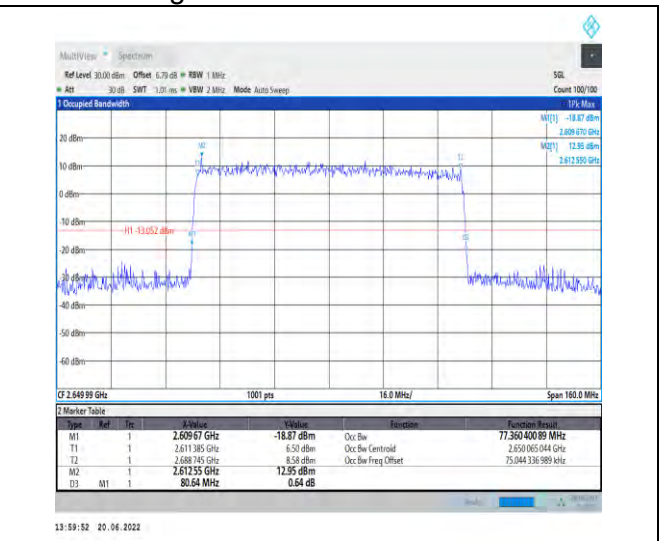 MultiView Spectrum
Ref Level 30.00 dBm Offset 6.79 dB RBW 1 MHz SGL
Att 30 dB SWT 1.01 ms VBW 2 MHz Mode Auto Sweep Count 100/100
1 Occupied Bandwidth 1Pk Max
M1[1] -18.87 dBm
2.609 670 GHz
20 dBm M2[1] 12.95 dBm
M2 2.612 550 GHz
T1 T2
10 dBm
0 dBm
-10 dBm
H1 -13.052 dBm M1
D3
-20 dBm
-30 dBm
-40 dBm
-50 dBm
-60 dBm
CF 2.649 99 GHz 1001 pts 16.0 MHz/ Span 160.0 MHz
2 Marker Table
Type Ref Trc X-Value Y-Value Function Function Result
M1 1 2.609 67 GHz -18.87 dBm Occ Bw 77.360 400 89 MHz
T1 1 2.611 385 GHz 6.50 dBm Occ Bw Centroid 2.650 065 044 GHz
T2 1 2.688 745 GHz 8.58 dBm Occ Bw Freq Offset 75.044 336 989 kHz
M2 1 2.612 55 GHz 12.95 dBm
D3 M1 1 80.64 MHz 0.64 dB
13:59:52 20.06.2022